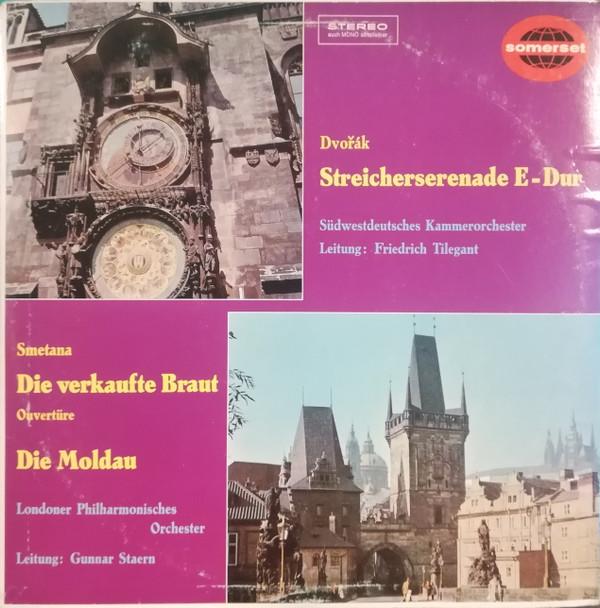 STEREO
auch MONO abspielbar
somerset
Dvořák
Streicherserenade E-Dur
Südwestdeutsches Kammerorchester
Leitung: Friedrich Tilegant
Smetana
Die verkaufte Braut
Ouvertüre
Die Moldau
Londoner Philharmonisches
Orchester
Leitung: Gunnar Staern